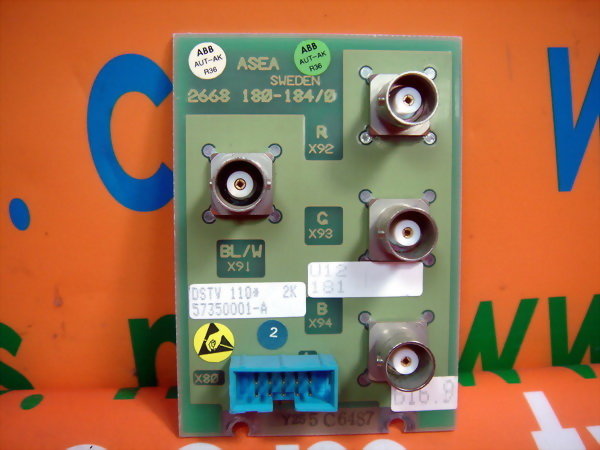 ABB
AUT-AK
R36
ABB
AUT-AK
R36
ASEA
SWEDEN
2668 180-184/0
R
X92
G
X93
BL/W
X91
U12
181
DSTV 110* 2K
57350001-A
B
X94
2
X80
616.9
5 C6487